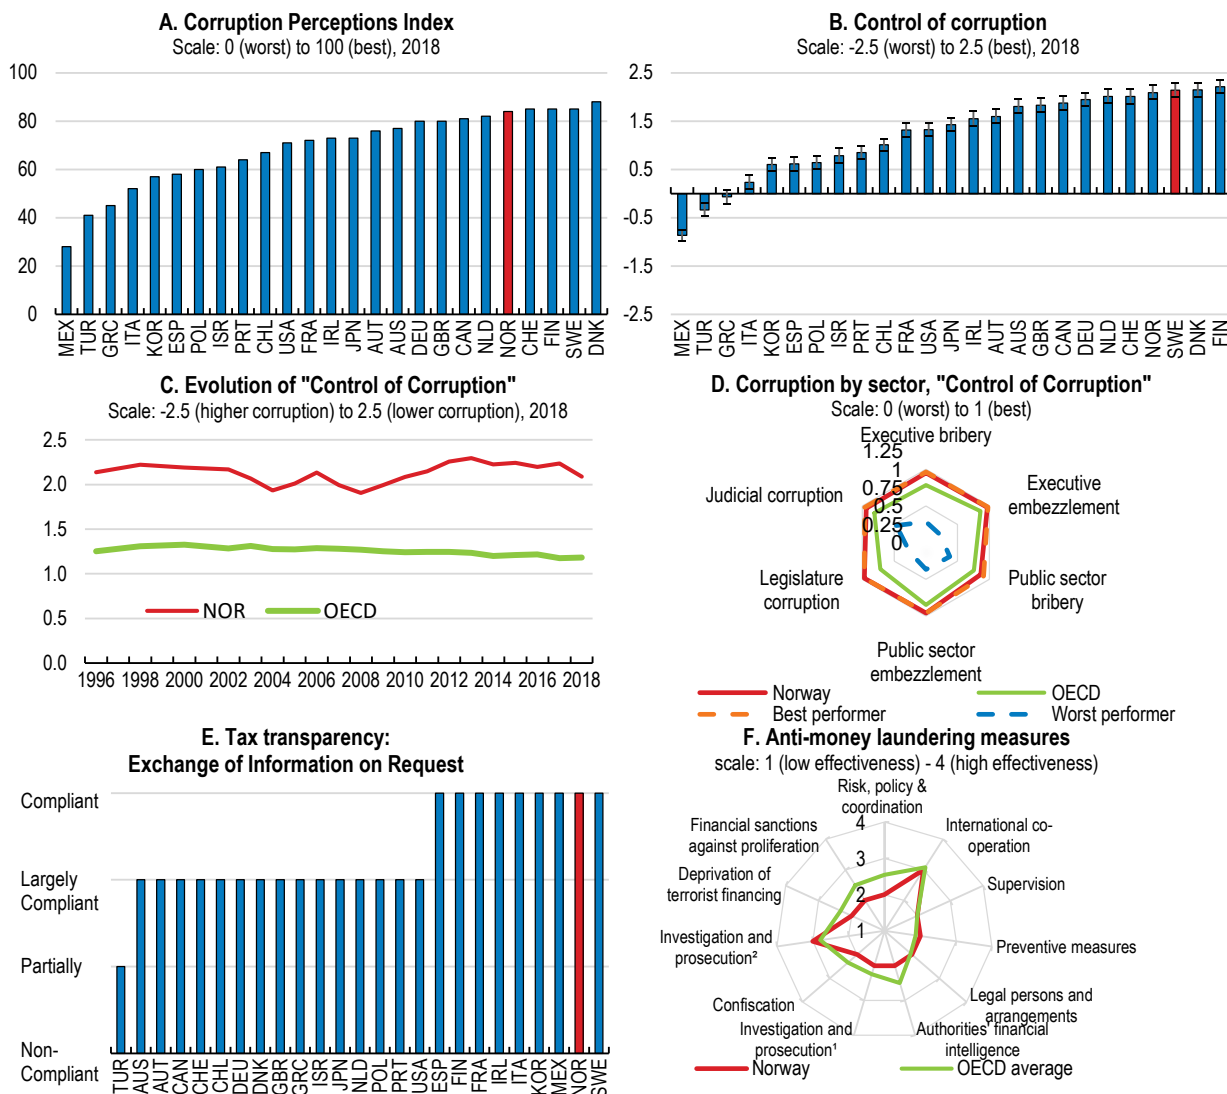 A. Corruption Perceptions Index
Scale: 0 (worst) to 100 (best), 2018
100
80
60
40
20
0
MEX TUR GRC ITA KOR ESP POL ISR PRT CHL USA FRA IRL JPN AUT AUS DEU GBR CAN NLD NOR CHE FIN SWE DNK
B. Control of corruption
Scale: -2.5 (worst) to 2.5 (best), 2018
2.5
1.5
0.5
-0.5
-1.5
-2.5
MEX TUR GRC ITA KOR ESP POL ISR PRT CHL FRA USA JPN IRL AUT AUS GBR CAN DEU NLD CHE NOR SWE DNK FIN
C. Evolution of "Control of Corruption"
Scale: -2.5 (higher corruption) to 2.5 (lower corruption), 2018
2.5
2.0
1.5
1.0
0.5
0.0
NOR OECD
1996 1998 2000 2002 2004 2006 2008 2010 2012 2014 2016 2018
D. Corruption by sector, "Control of Corruption"
Scale: 0 (worst) to 1 (best)
Executive bribery
1.25
1
0.75
0.5
0.25
0
Executive
embezzlement
Public sector
bribery
Public sector
embezzlement
Legislature
corruption
Judicial corruption
Norway OECD
Best performer Worst performer
E. Tax transparency:
Exchange of Information on Request
Compliant
Largely
Compliant
Partially
Non-
Compliant
TUR AUS AUT CAN CHE CHL DEU DNK GBR GRC ISR JPN NLD POL PRT USA ESP FIN FRA IRL ITA KOR MEX NOR SWE
F. Anti-money laundering measures
scale: 1 (low effectiveness) - 4 (high effectiveness)
Risk, policy &
coordination
4
3
2
1
International co-
operation
Supervision
Preventive measures
Legal persons and
arrangements
Authorities' financial
intelligence
Investigation and
prosecution¹
Confiscation
Investigation and
prosecution²
Deprivation of
terrorist financing
Financial sanctions
against proliferation
Norway OECD average